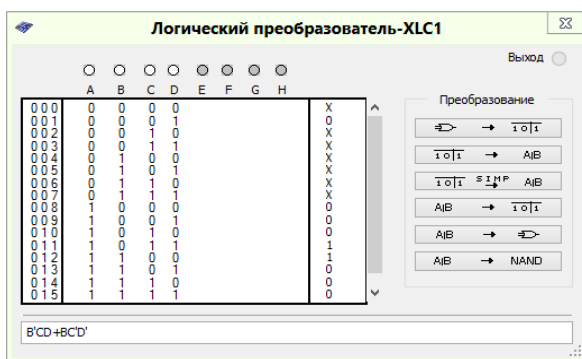 Логический преобразователь-XLC1
Выход
A B C D E F G H
Преобразование
000 0 0 0 0 X
001 0 0 0 1 0
002 0 0 1 0 X
003 0 0 1 1 X
004 0 1 0 0 X
005 0 1 0 1 X
006 0 1 1 0 X
007 0 1 1 1 X
008 1 0 0 0 0
009 1 0 0 1 0
010 1 0 1 0 0
011 1 0 1 1 1
012 1 1 0 0 1
013 1 1 0 1 0
014 1 1 1 0 0
015 1 1 1 1 0
→ 1 0|1
1 0|1 → A|B
1 0|1 SIMP → A|B
A|B → 1 0|1
A|B →
A|B → NAND
B'CD+BC'D'